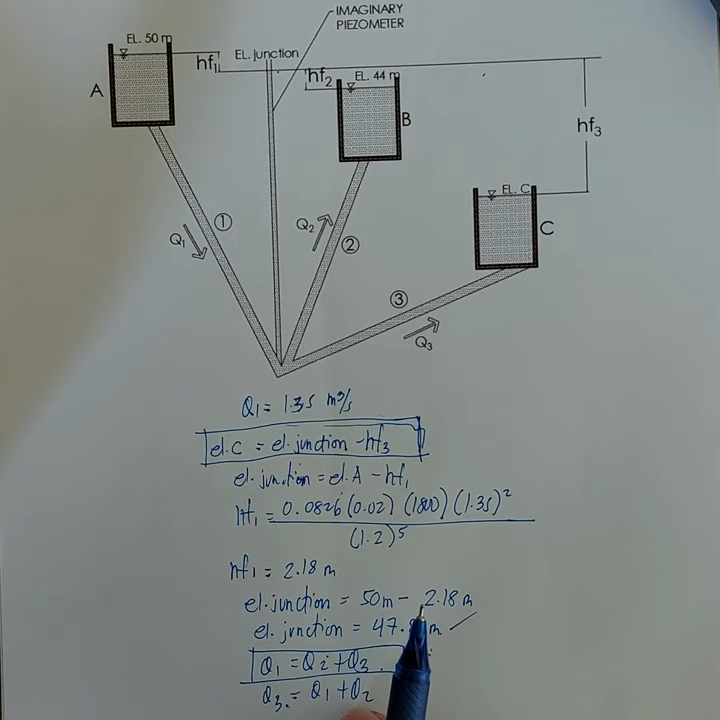 IMAGINARY
PIEZOMETER
EL. 50 m
EL. junction
hf1
hf2
EL. 44 m
A
B
hf3
EL. C
C
①
Q1
Q2
②
③
Q3
Q1 = 1.35 m³/s
el. C = el. junction - hf3
el. junction = el. A - hf1
Hf1 = 0.0826 (0.02) (1800) (1.35)²
(1.2)⁵
hf1 = 2.18 m
el. junction = 50m - 2.18 m
el. junction = 47. m
Q1 = Q2 + Q3
Q3 = Q1 + Q2